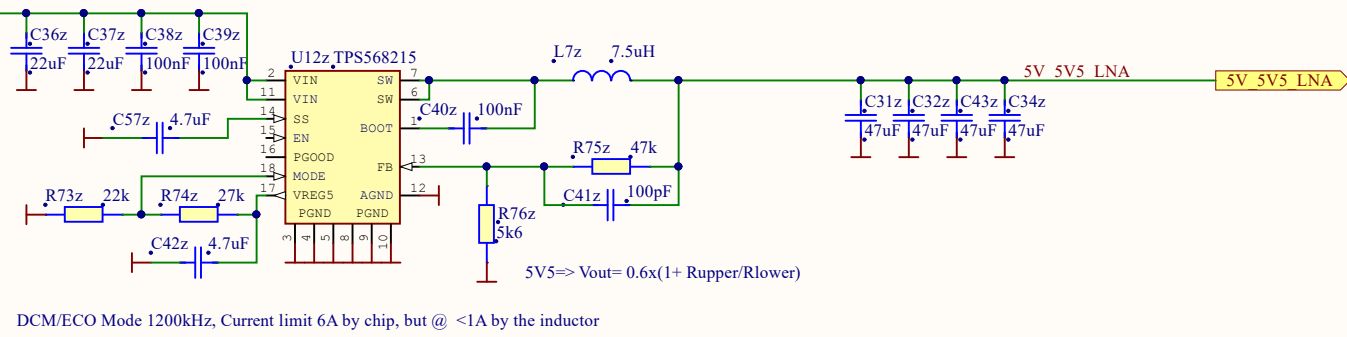 C36z C37z C38z C39z
22uF 22uF 100nF 100nF
U12z TPS568215
L7z 7.5uH
2 VIN SW 7
11 VIN SW 6
14 SS
15 EN BOOT 1
16 PGOOD
18 MODE FB 13
17 VREG5 AGND 12
PGND PGND
3 4 5 8 9 10
C57z 4.7uF
C40z 100nF
R73z 22k R74z 27k
C42z 4.7uF
R75z 47k
C41z 100pF
R76z
5k6
5V_5V5_LNA
5V_5V5_LNA
C31z C32z C43z C34z
47uF 47uF 47uF 47uF
5V5=> Vout= 0.6x(1+ Rupper/Rlower)
DCM/ECO Mode 1200kHz, Current limit 6A by chip, but @ <1A by the inductor